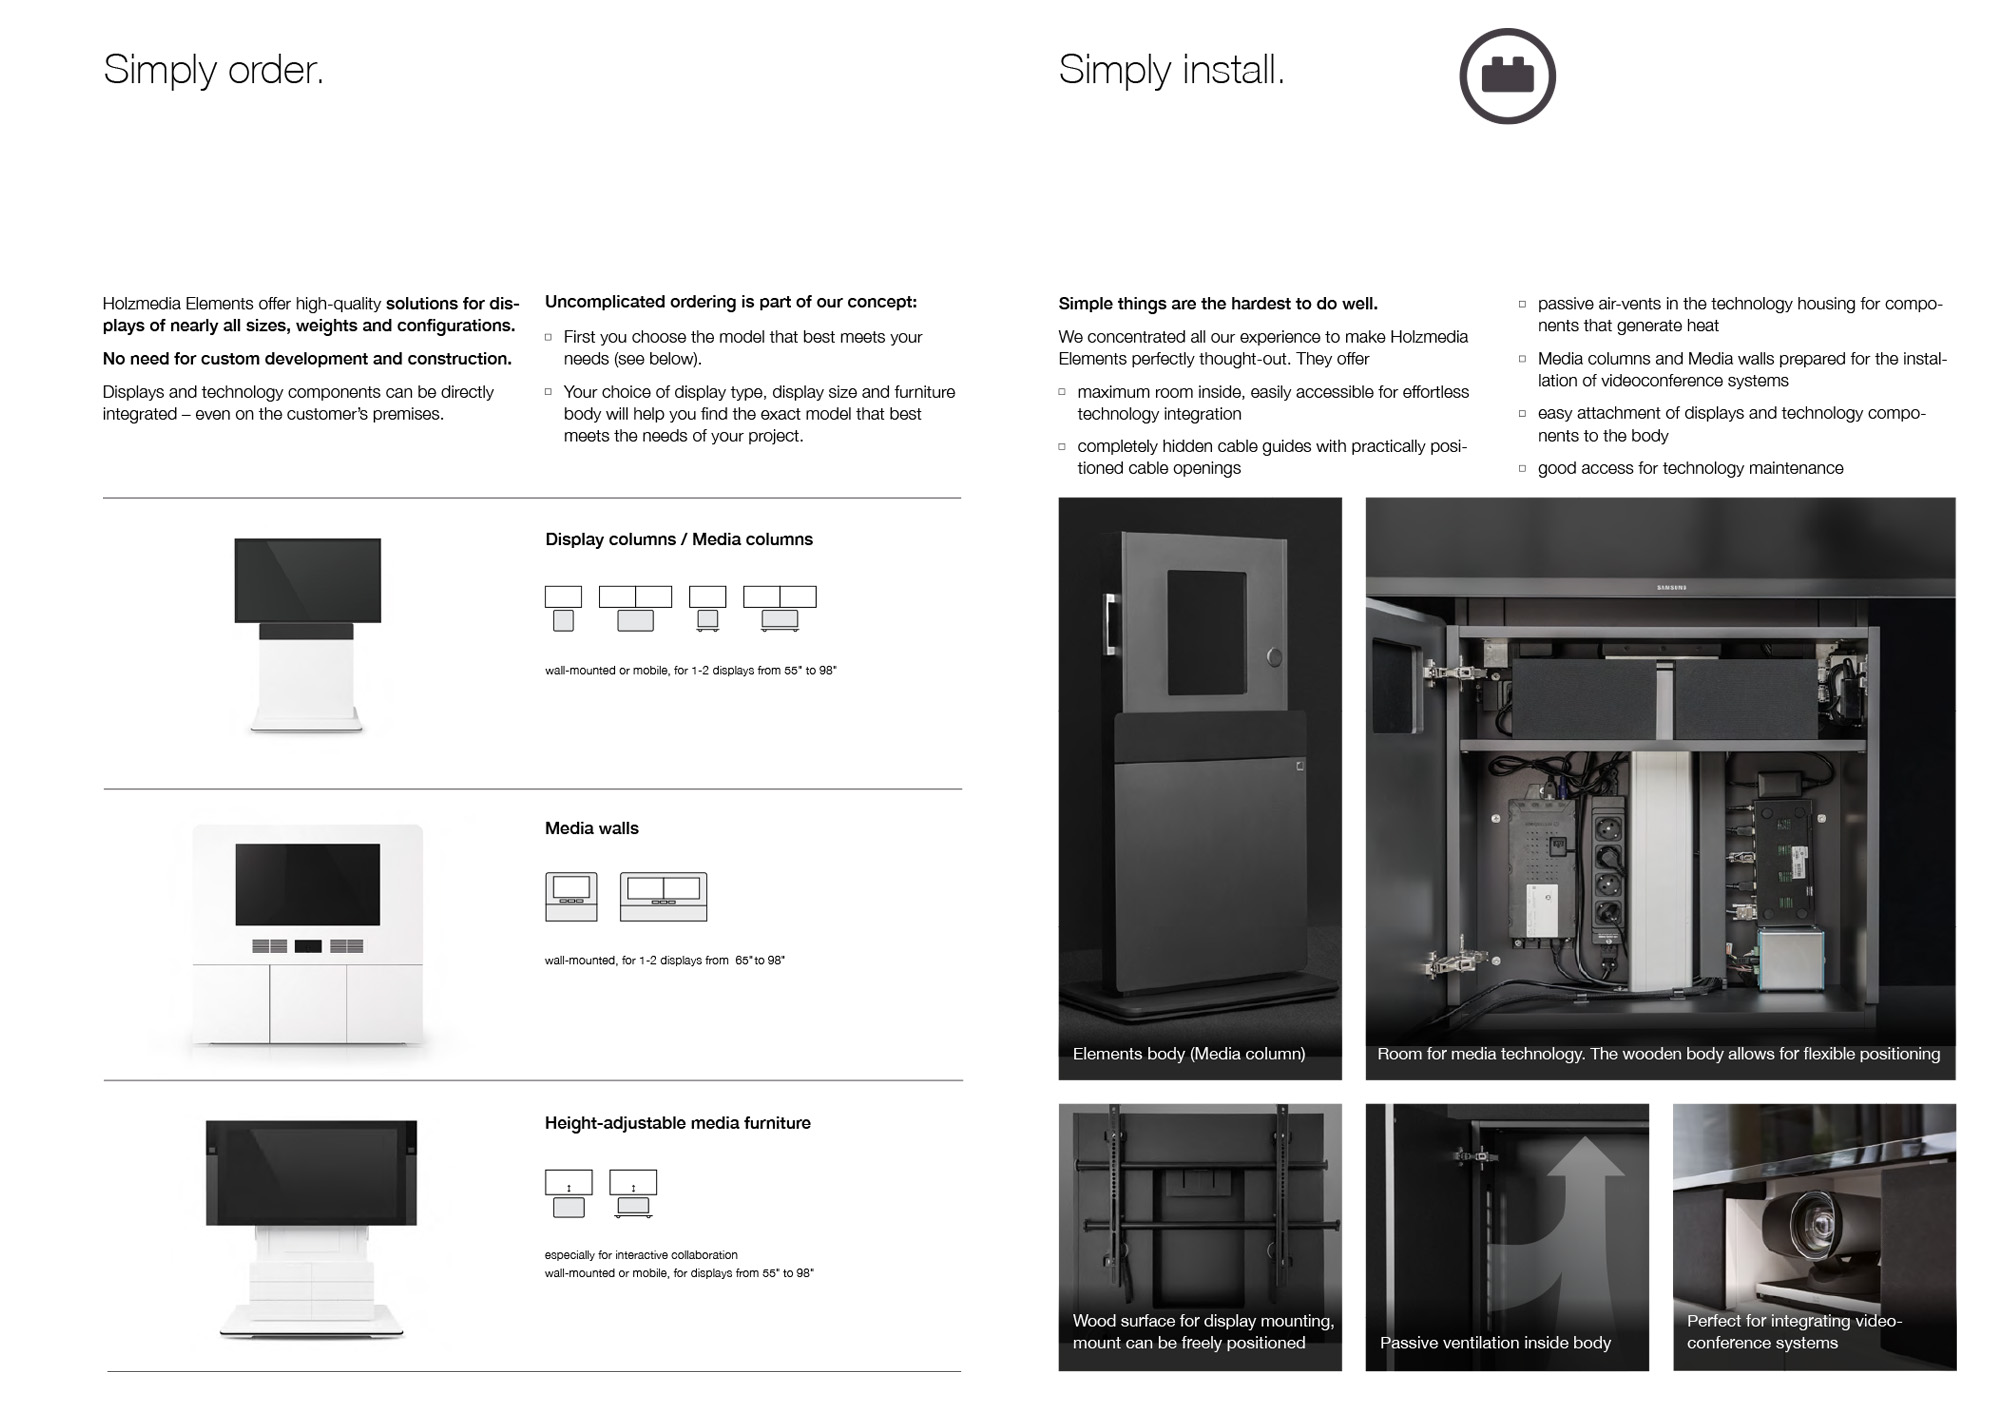 Simply order.
Holzmedia Elements offer high-quality solutions for dis-
plays of nearly all sizes, weights and configurations.
No need for custom development and construction.
Displays and technology components can be directly
integrated – even on the customer’s premises.
Uncomplicated ordering is part of our concept:
First you choose the model that best meets your
needs (see below).
Your choice of display type, display size and furniture
body will help you find the exact model that best
meets the needs of your project.
Display columns / Media columns
wall-mounted or mobile, for 1-2 displays from 55" to 98"
Media walls
wall-mounted, for 1-2 displays from 65" to 98"
Height-adjustable media furniture
especially for interactive collaboration
wall-mounted or mobile, for displays from 55" to 98"
Simply install.
Simple things are the hardest to do well.
We concentrated all our experience to make Holzmedia
Elements perfectly thought-out. They offer
maximum room inside, easily accessible for effortless
technology integration
completely hidden cable guides with practically posi-
tioned cable openings
passive air-vents in the technology housing for compo-
nents that generate heat
Media columns and Media walls prepared for the instal-
lation of videoconference systems
easy attachment of displays and technology compo-
nents to the body
good access for technology maintenance
SAMSUNG
Elements body (Media column)
Room for media technology. The wooden body allows for flexible positioning
Wood surface for display mounting,
mount can be freely positioned
Passive ventilation inside body
Perfect for integrating video-
conference systems